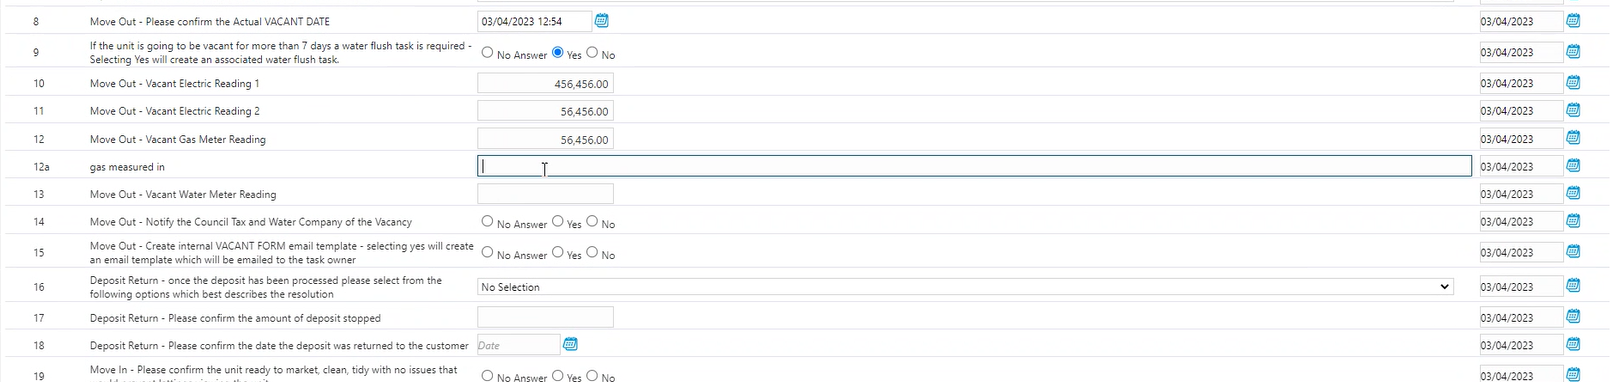 8 Move Out - Please confirm the Actual VACANT DATE 03/04/2023 12:54 03/04/2023
If the unit is going to be vacant for more than 7 days a water flush task is required -
9 Selecting Yes will create an associated water flush task. No Answer Yes No 03/04/2023
10 Move Out - Vacant Electric Reading 1 456,456.00 03/04/2023
11 Move Out - Vacant Electric Reading 2 56,456.00 03/04/2023
12 Move Out - Vacant Gas Meter Reading 56,456.00 03/04/2023
12a gas measured in 03/04/2023
13 Move Out - Vacant Water Meter Reading 03/04/2023
14 Move Out - Notify the Council Tax and Water Company of the Vacancy No Answer Yes No 03/04/2023
Move Out - Create internal VACANT FORM email template - selecting yes will create
15 an email template which will be emailed to the task owner No Answer Yes No 03/04/2023
Deposit Return - once the deposit has been processed please select from the
16 following options which best describes the resolution No Selection 03/04/2023
17 Deposit Return - Please confirm the amount of deposit stopped 03/04/2023
18 Deposit Return - Please confirm the date the deposit was returned to the customer Date 03/04/2023
19 Move In - Please confirm the unit ready to market, clean, tidy with no issues that No Answer Yes No 03/04/2023